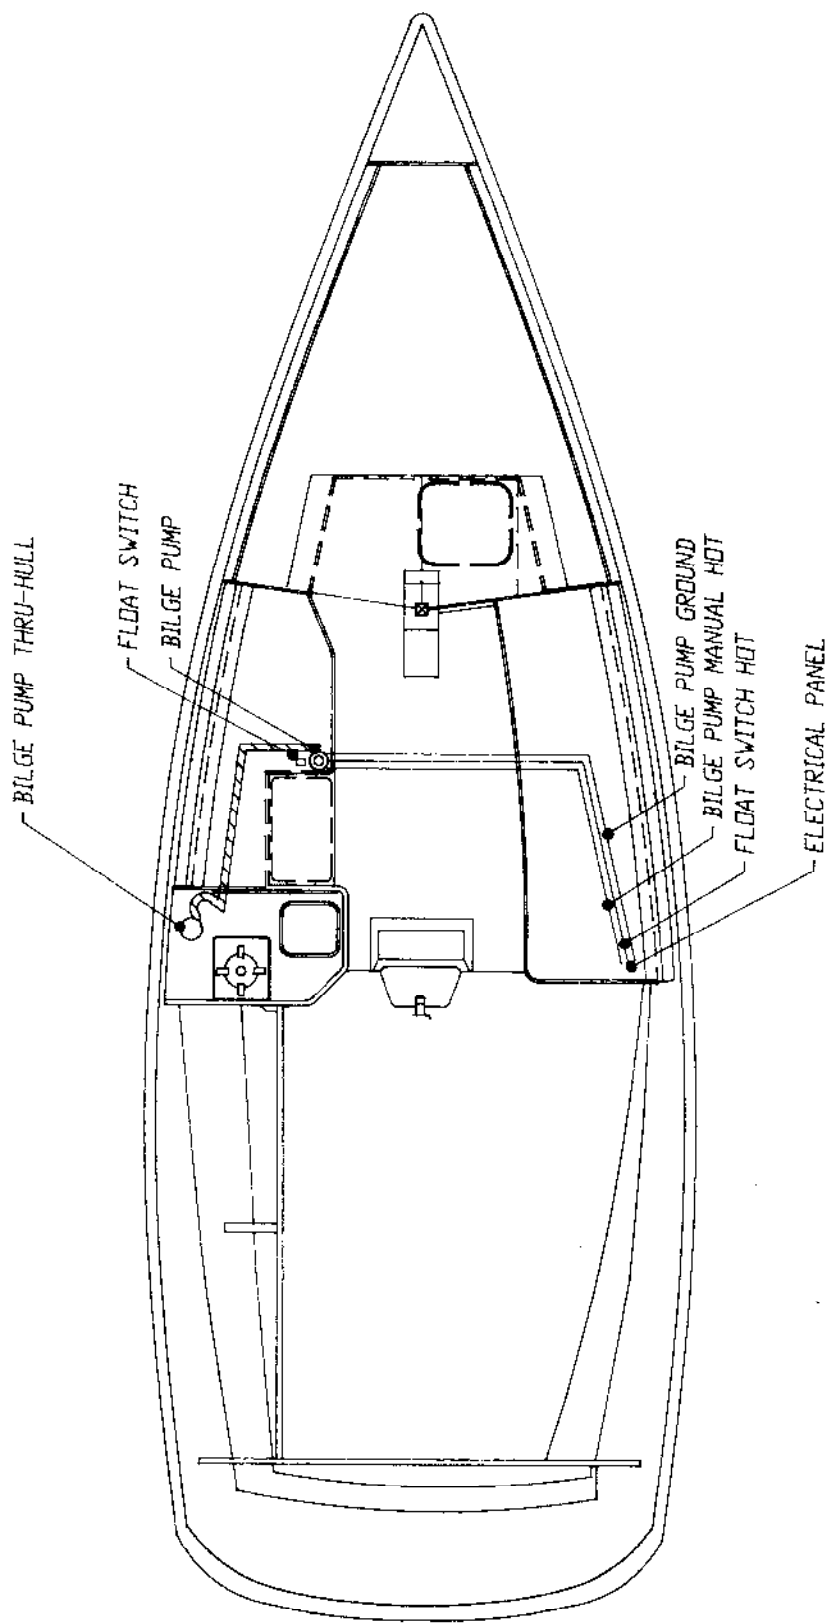 BILGE PUMP THRU-HULL
FLOAT SWITCH
BILGE PUMP
BILGE PUMP GROUND
BILGE PUMP MANUAL HOT
FLOAT SWITCH HOT
ELECTRICAL PANEL